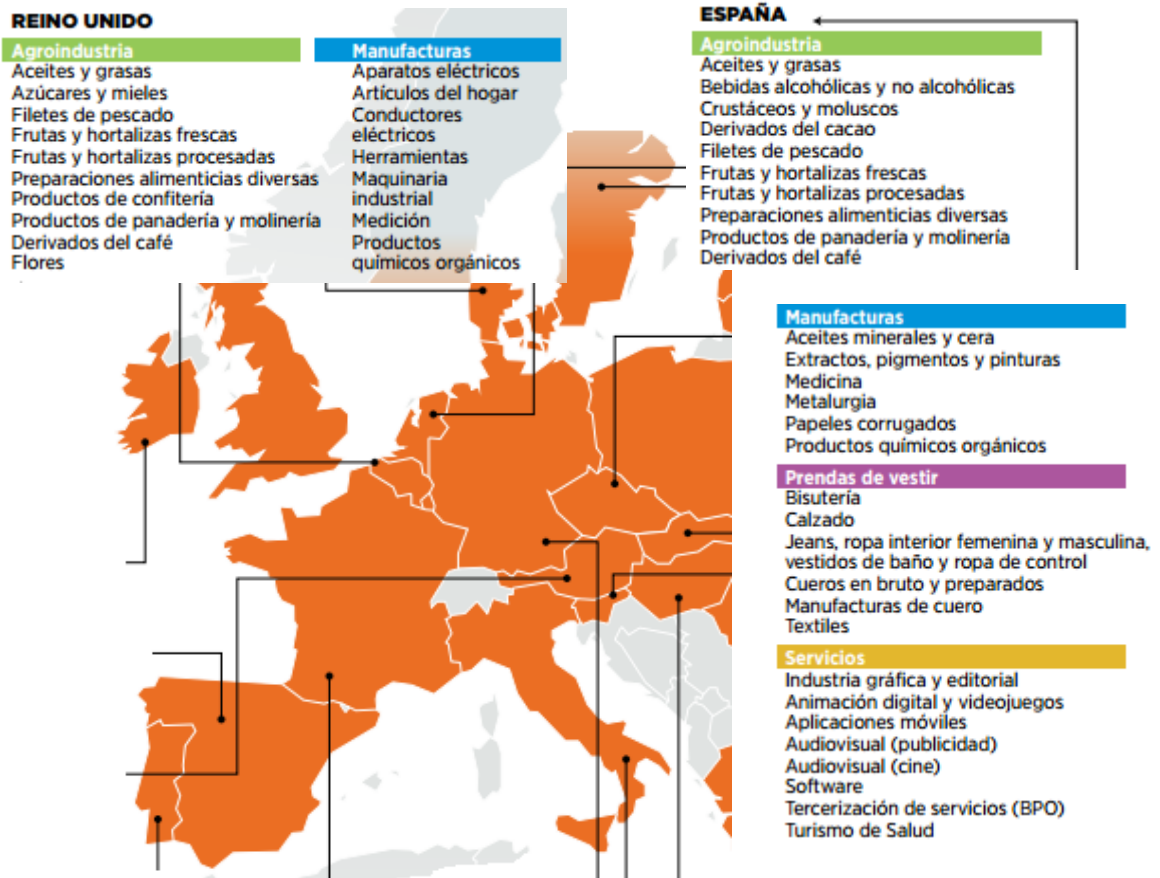 REINO UNIDO
Agroindustria
Aceites y grasas
Azúcares y mieles
Filetes de pescado
Frutas y hortalizas frescas
Frutas y hortalizas procesadas
Preparaciones alimenticias diversas
Productos de confitería
Productos de panadería y molinería
Derivados del café
Flores
Manufacturas
Aparatos eléctricos
Artículos del hogar
Conductores
eléctricos
Herramientas
Maquinaria
industrial
Medición
Productos
químicos orgánicos
ESPAÑA
Agroindustria
Aceites y grasas
Bebidas alcohólicas y no alcohólicas
Crustáceos y moluscos
Derivados del cacao
Filetes de pescado
Frutas y hortalizas frescas
Frutas y hortalizas procesadas
Preparaciones alimenticias diversas
Productos de panadería y molinería
Derivados del café
Manufacturas
Aceites minerales y cera
Extractos, pigmentos y pinturas
Medicina
Metalurgia
Papeles corrugados
Productos químicos orgánicos
Prendas de vestir
Bisutería
Calzado
Jeans, ropa interior femenina y masculina,
vestidos de baño y ropa de control
Cueros en bruto y preparados
Manufacturas de cuero
Textiles
Servicios
Industria gráfica y editorial
Animación digital y videojuegos
Aplicaciones móviles
Audiovisual (publicidad)
Audiovisual (cine)
Software
Tercerización de servicios (BPO)
Turismo de Salud